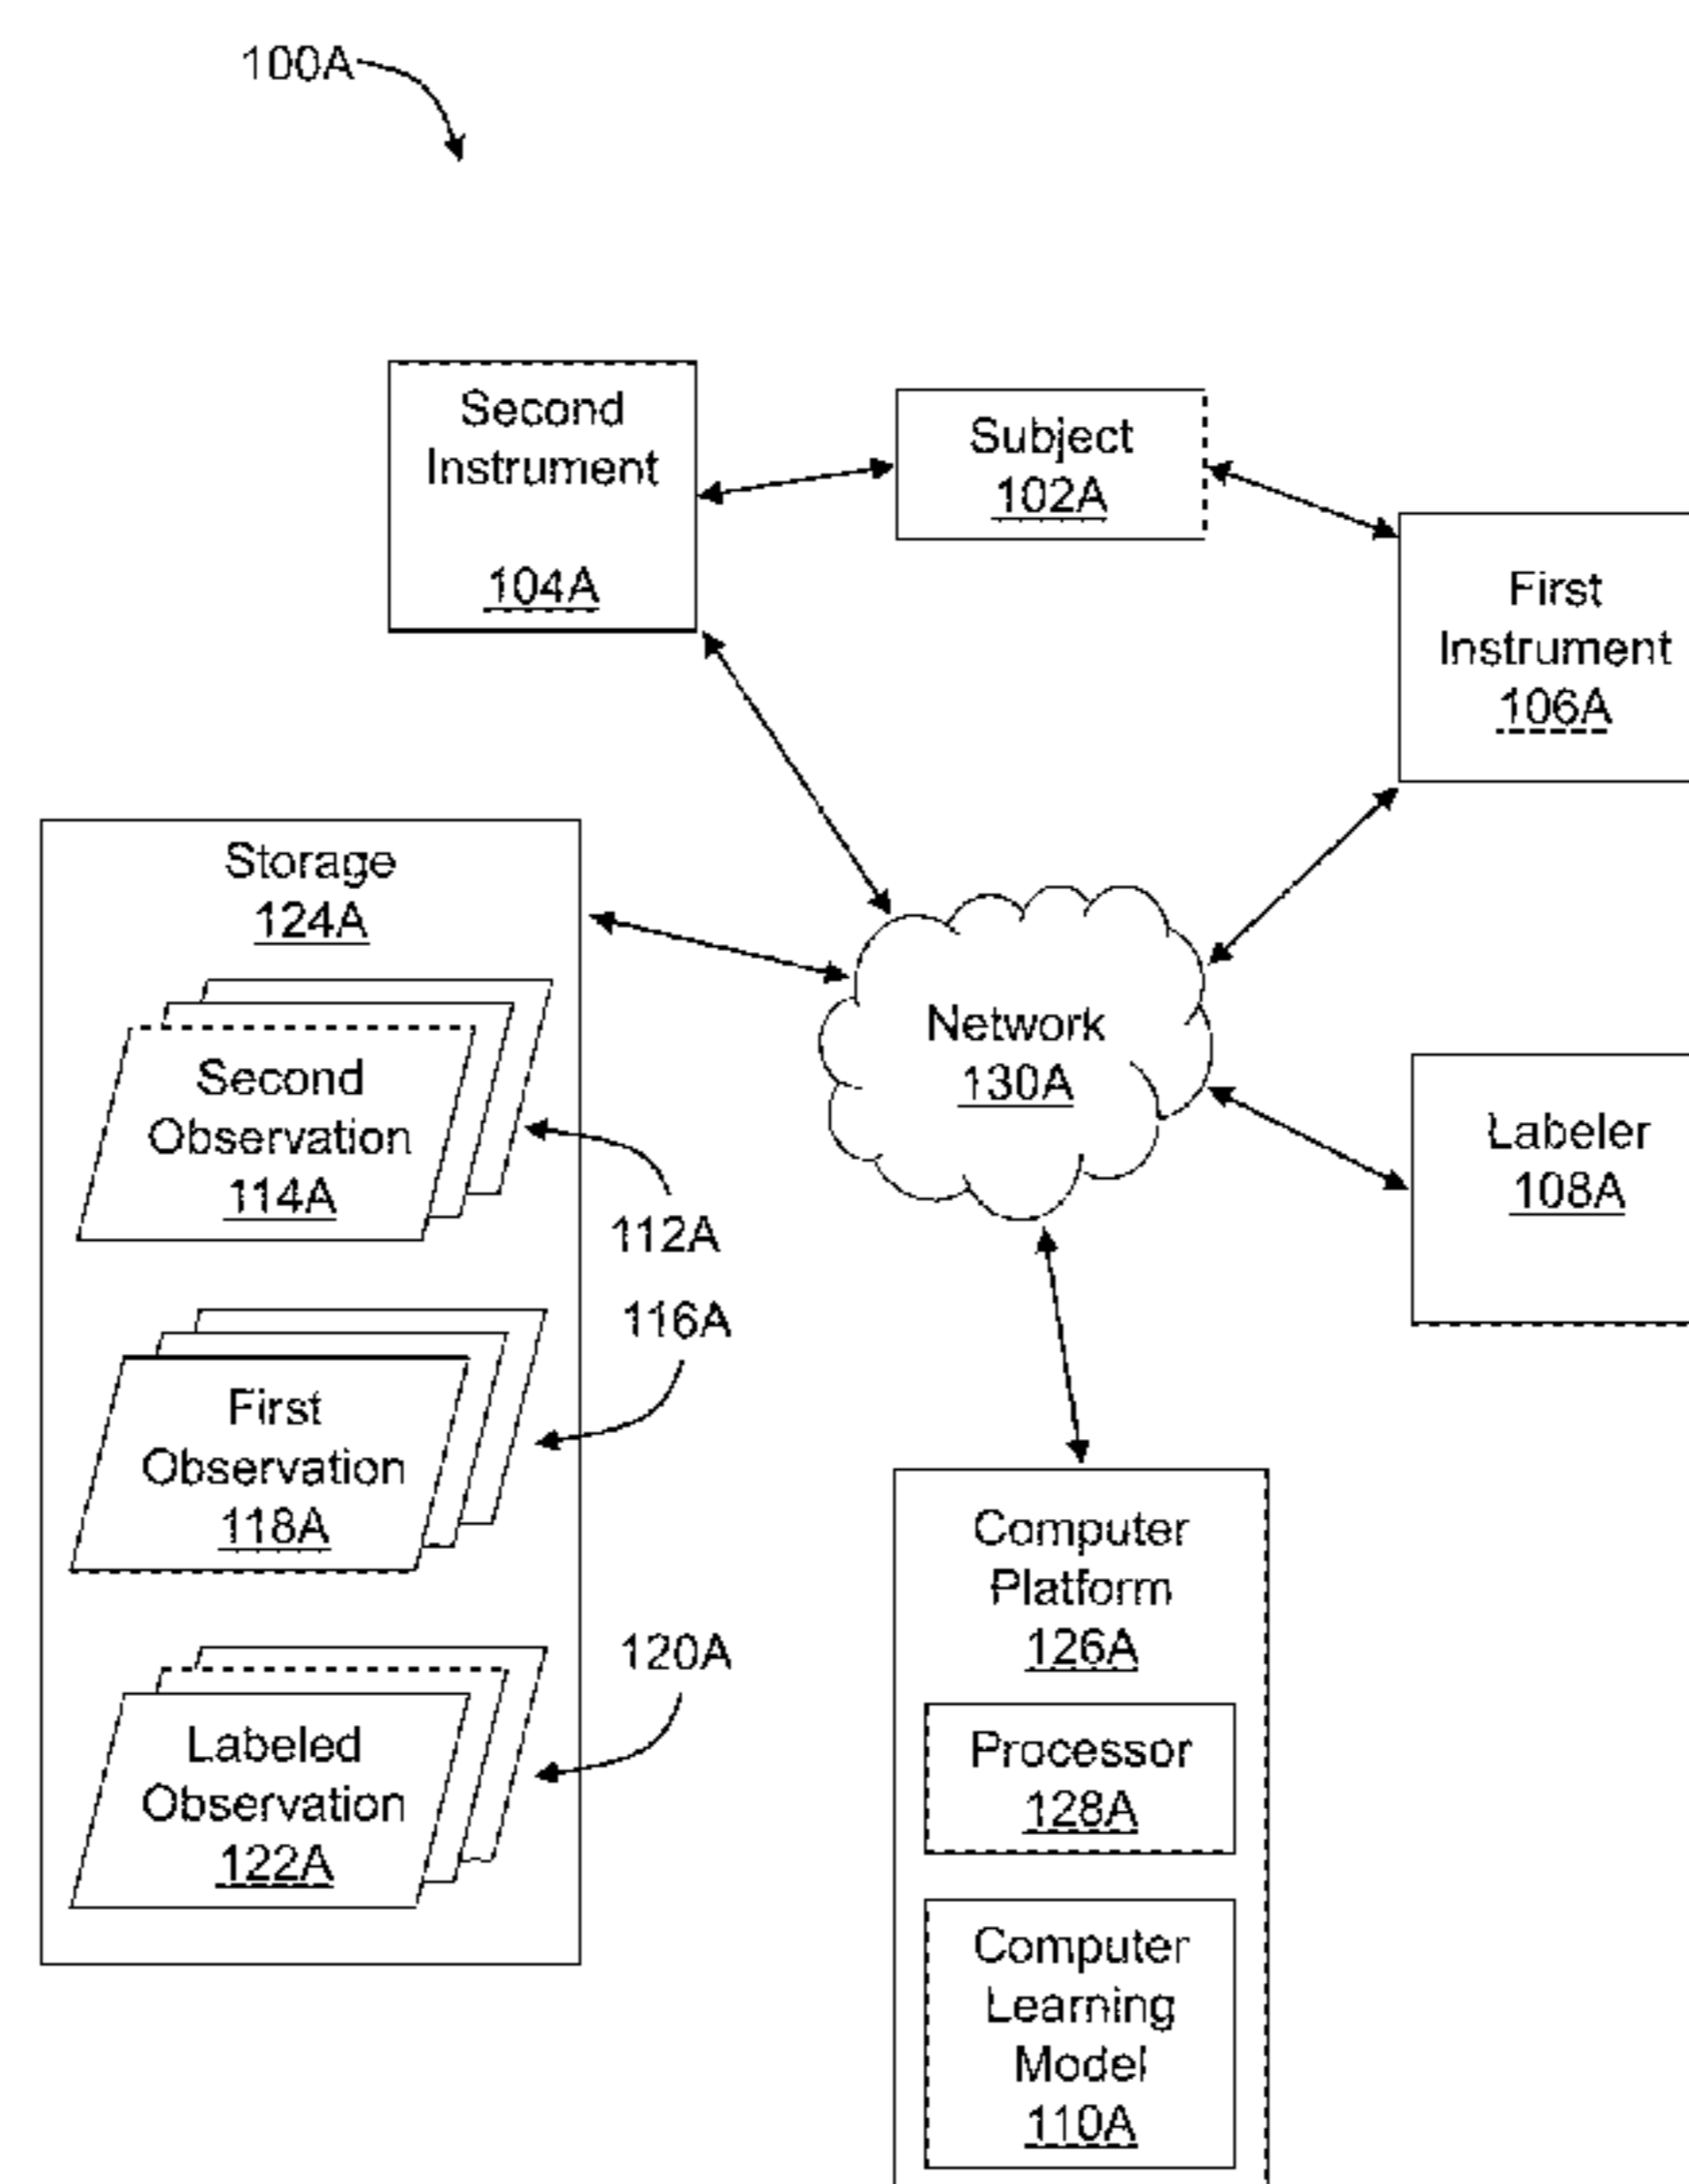 100A
Second
Instrument
104A
Subject
102A
First
Instrument
106A
Storage
124A
Second
Observation
114A
112A
116A
First
Observation
118A
120A
Labeled
Observation
122A
Network
130A
Labeler
108A
Computer
Platform
126A
Processor
128A
Computer
Learning
Model
110A